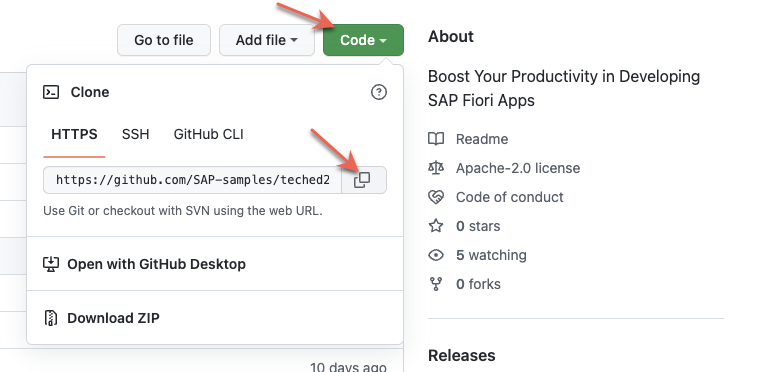 Go to file
Add file
Code
Clone
HTTPS
SSH
GitHub CLI
https://github.com/SAP-samples/teched2
Use Git or checkout with SVN using the web URL.
Open with GitHub Desktop
Download ZIP
10 days ago
About
Boost Your Productivity in Developing
SAP Fiori Apps
Readme
Apache-2.0 license
Code of conduct
0 stars
5 watching
0 forks
Releases